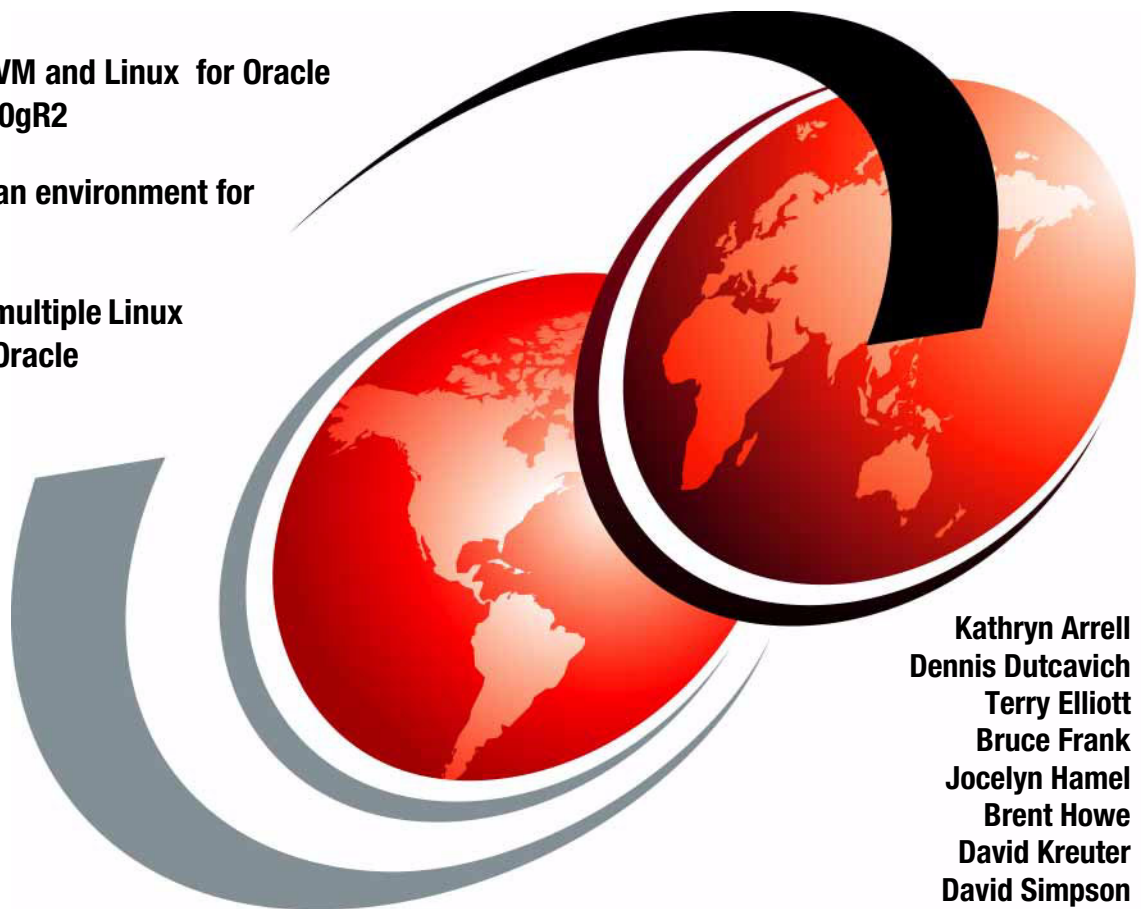 VM and Linux for Oracle
0gR2
an environment for
multiple Linux
Oracle
Kathryn Arrell
Dennis Dutcavich
Terry Elliott
Bruce Frank
Jocelyn Hamel
Brent Howe
David Kreuter
David Simpson